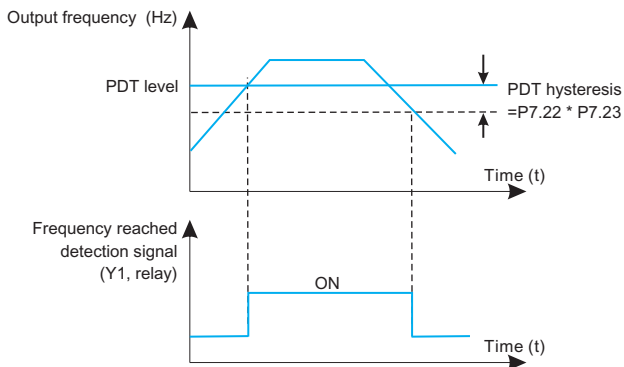 Output frequency (Hz)
PDT level
PDT hysteresis
=P7.22 * P7.23
Time (t)
Frequency reached
detection signal
(Y1, relay)
ON
Time (t)